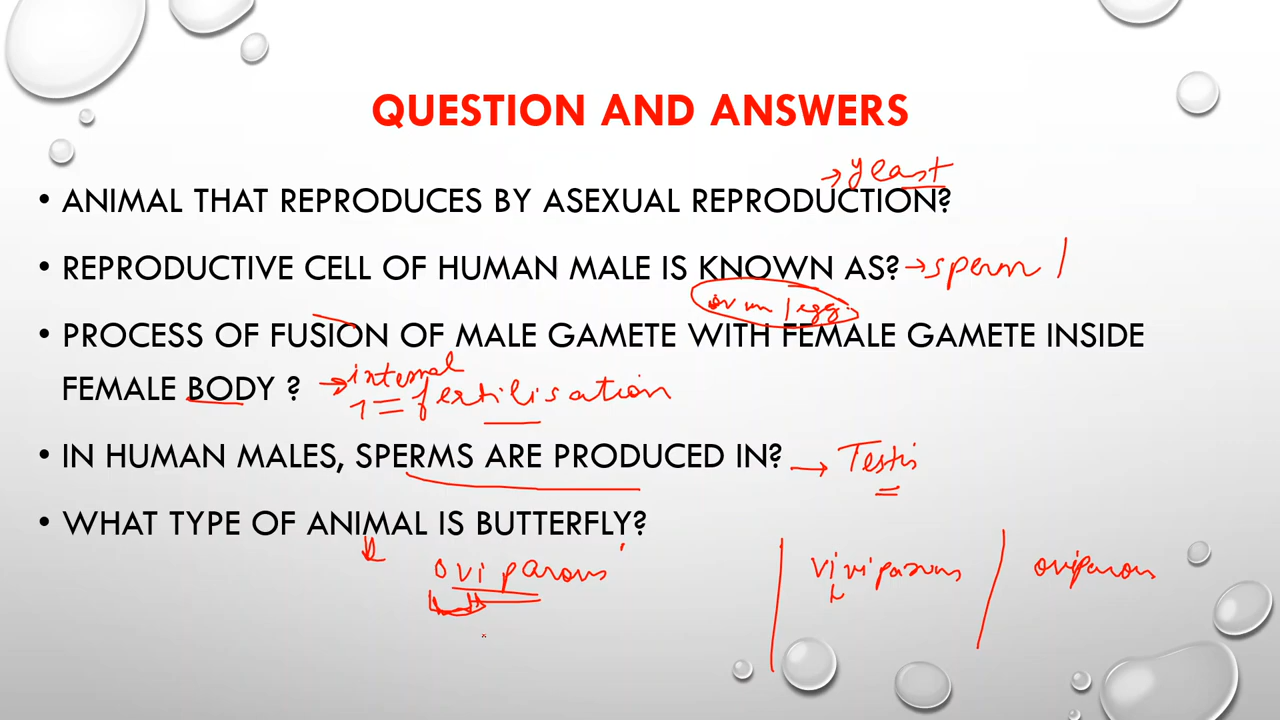 QUESTION AND ANSWERS
→ yeast
• ANIMAL THAT REPRODUCES BY ASEXUAL REPRODUCTION?
• REPRODUCTIVE CELL OF HUMAN MALE IS KNOWN AS? → sperm /
ovum / egg
• PROCESS OF FUSION OF MALE GAMETE WITH FEMALE GAMETE INSIDE
FEMALE BODY ? → internal
fertilisation
• IN HUMAN MALES, SPERMS ARE PRODUCED IN? → Testis
• WHAT TYPE OF ANIMAL IS BUTTERFLY?
oviparous
viviparous / oviparous